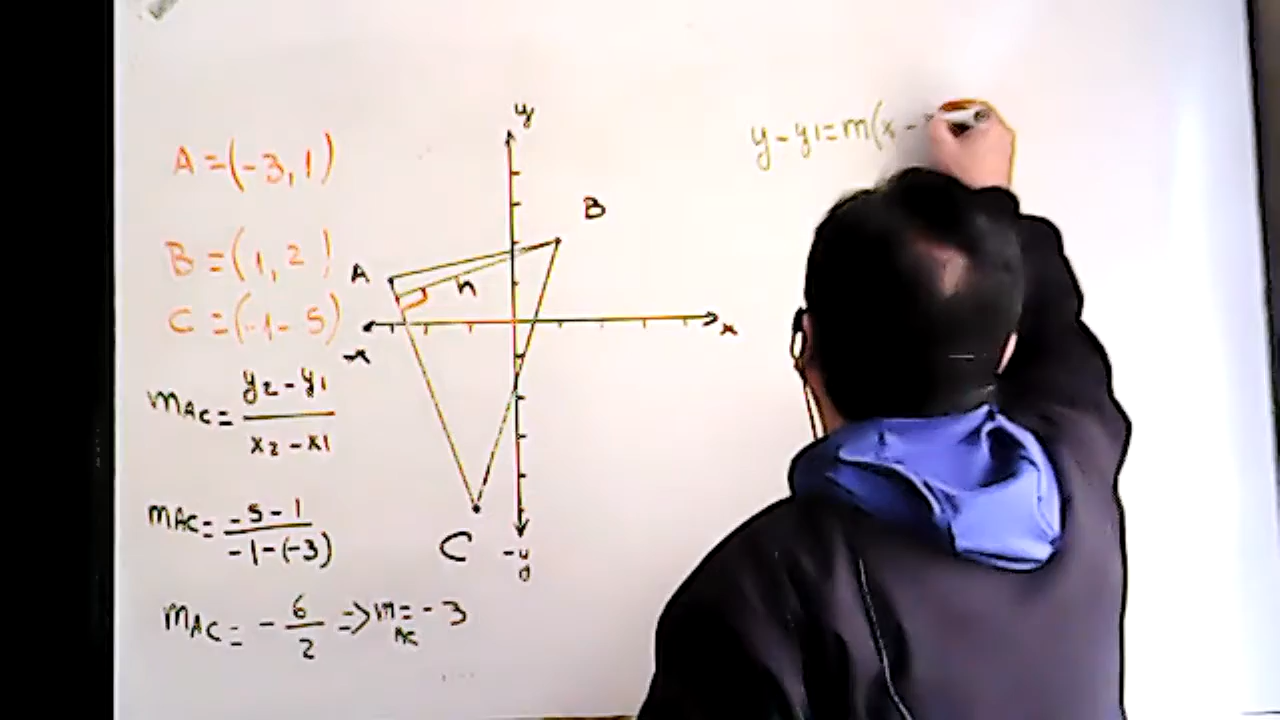 A = (-3, 1)
B = (1, 2)
C = (-1 - 5)
mAC = y2 - y1 / x2 - x1
mAC = -5 - 1 / -1 - (-3)
mAC = - 6/2 => mAC = -3
y
B
A
h
x
-x
C
-y
y - y1 = m(x -